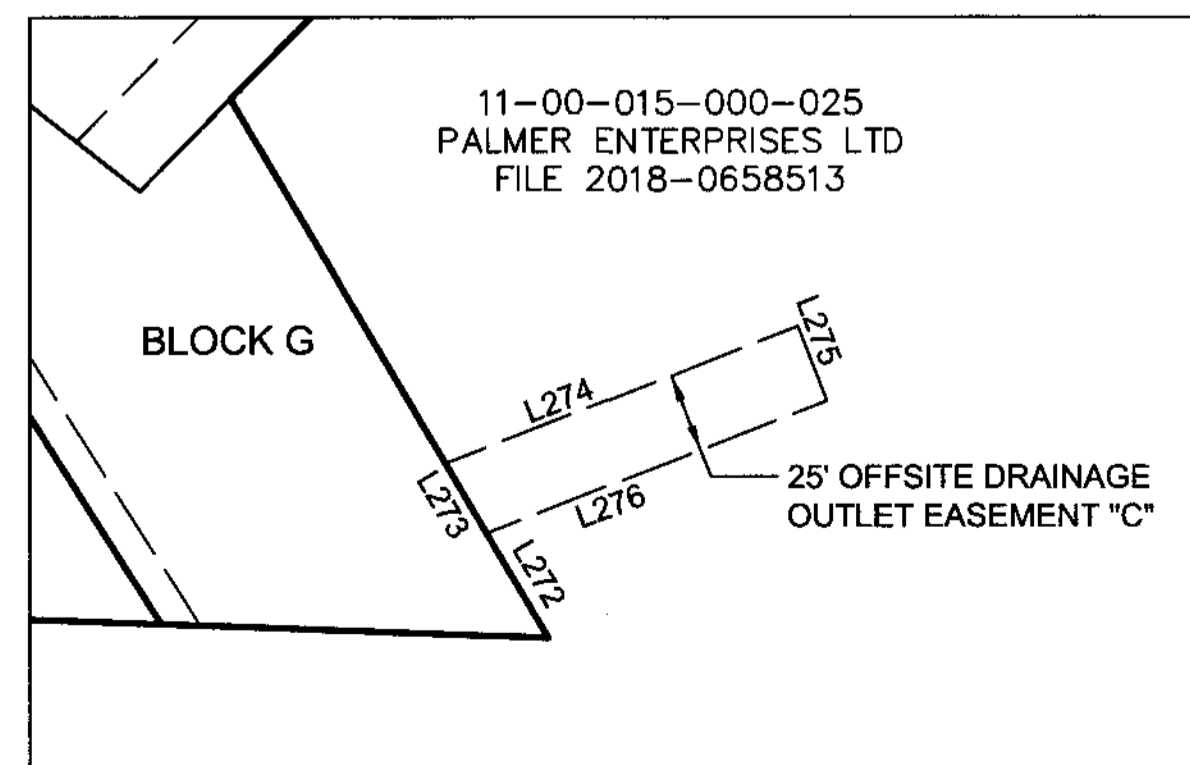 11-00-015-000-025
PALMER ENTERPRISES LTD
FILE 2018-0658513
BLOCK G
L275
L274
L273
L276
L272
25' OFFSITE DRAINAGE
OUTLET EASEMENT "C"